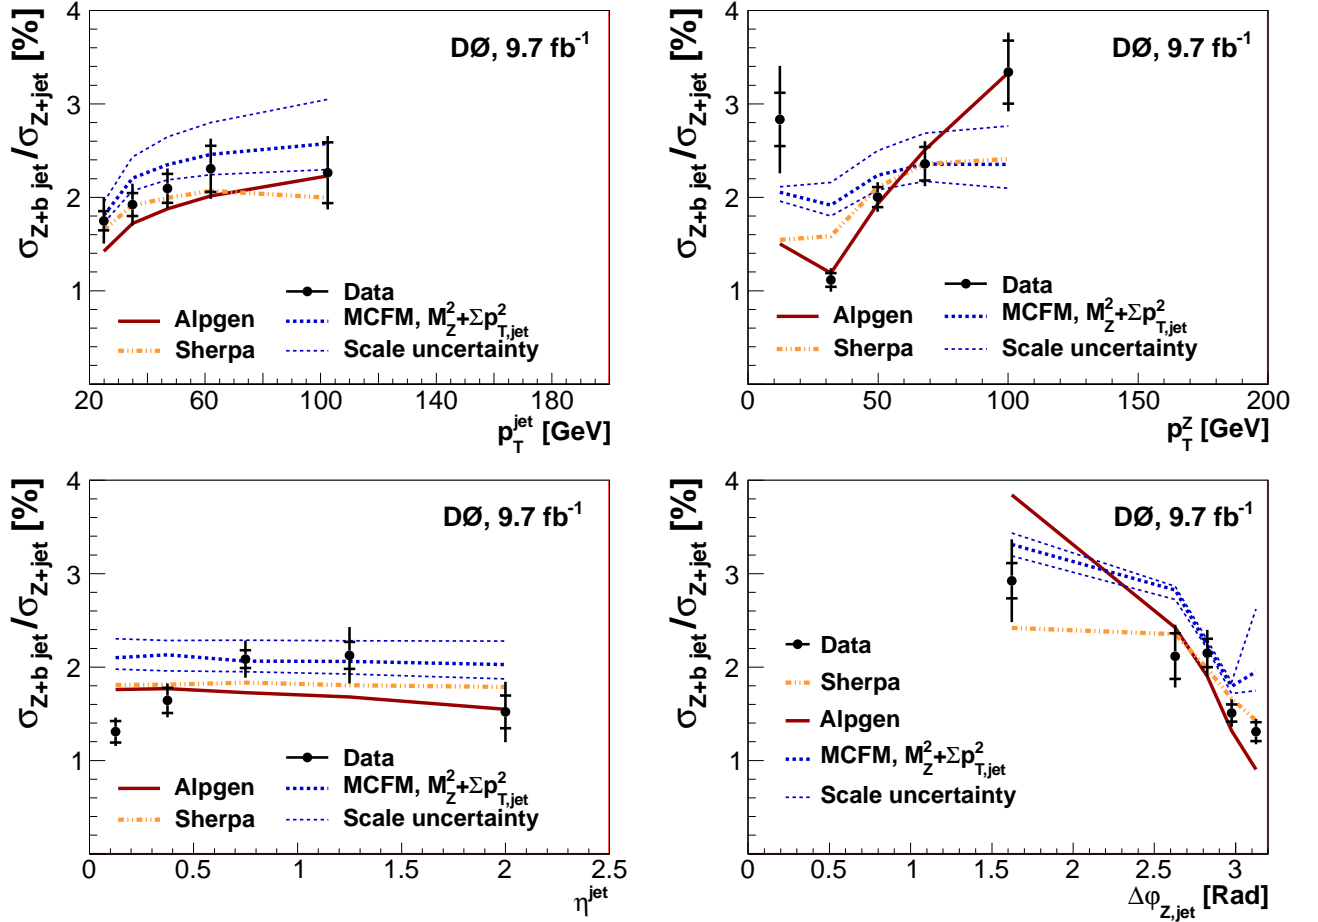 σZ+b jet/σZ+jet [%]
4
3
2
1
DØ, 9.7 fb-1
Data
Alpgen
MCFM, M2Z+Σp2T,jet
Sherpa
Scale uncertainty
20 60 100 140 180
pTjet [GeV]
σZ+b jet/σZ+jet [%]
4
3
2
1
DØ, 9.7 fb-1
Data
Alpgen
MCFM, M2Z+Σp2T,jet
Sherpa
Scale uncertainty
0 50 100 150 200
pTZ [GeV]
σZ+b jet/σZ+jet [%]
4
3
2
1
DØ, 9.7 fb-1
Data
Alpgen
MCFM, M2Z+Σp2T,jet
Sherpa
Scale uncertainty
0 0.5 1 1.5 2 2.5
ηjet
σZ+b jet/σZ+jet [%]
4
3
2
1
DØ, 9.7 fb-1
Data
Sherpa
Alpgen
MCFM, M2Z+Σp2T,jet
Scale uncertainty
0 0.5 1 1.5 2 2.5 3
ΔφZ,jet [Rad]